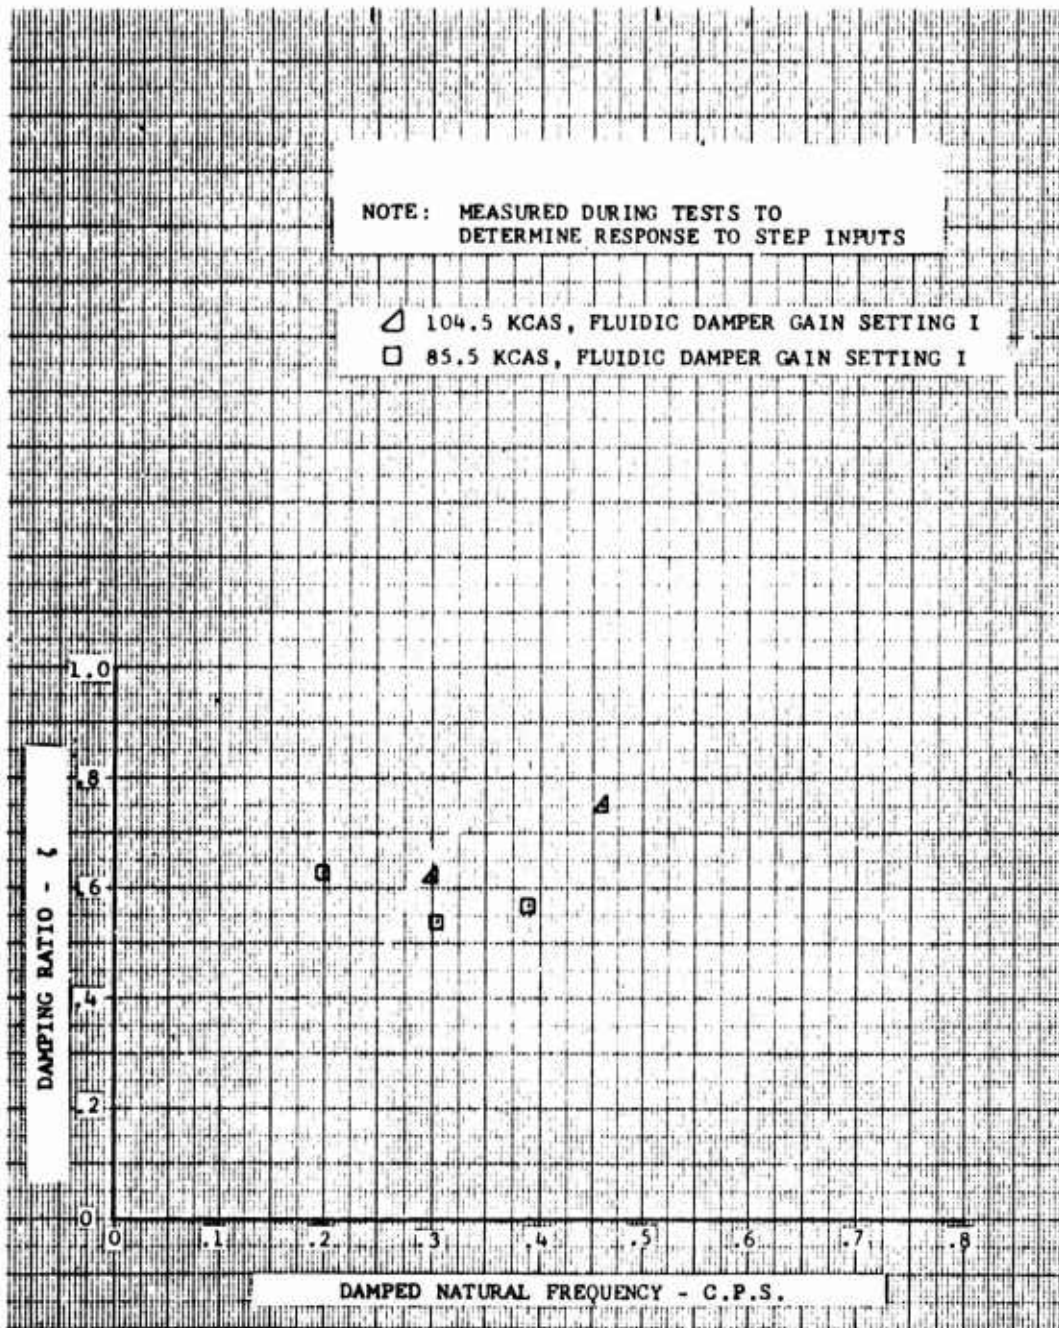 NOTE: MEASURED DURING TESTS TO
DETERMINE RESPONSE TO STEP INPUTS
104.5 KCAS, FLUIDIC DAMPER GAIN SETTING I
85.5 KCAS, FLUIDIC DAMPER GAIN SETTING I
1.0
.8
.6
.4
.2
0
DAMPING RATIO - ζ
0 .1 .2 .3 .4 .5 .6 .7 .8
DAMPED NATURAL FREQUENCY - C.P.S.